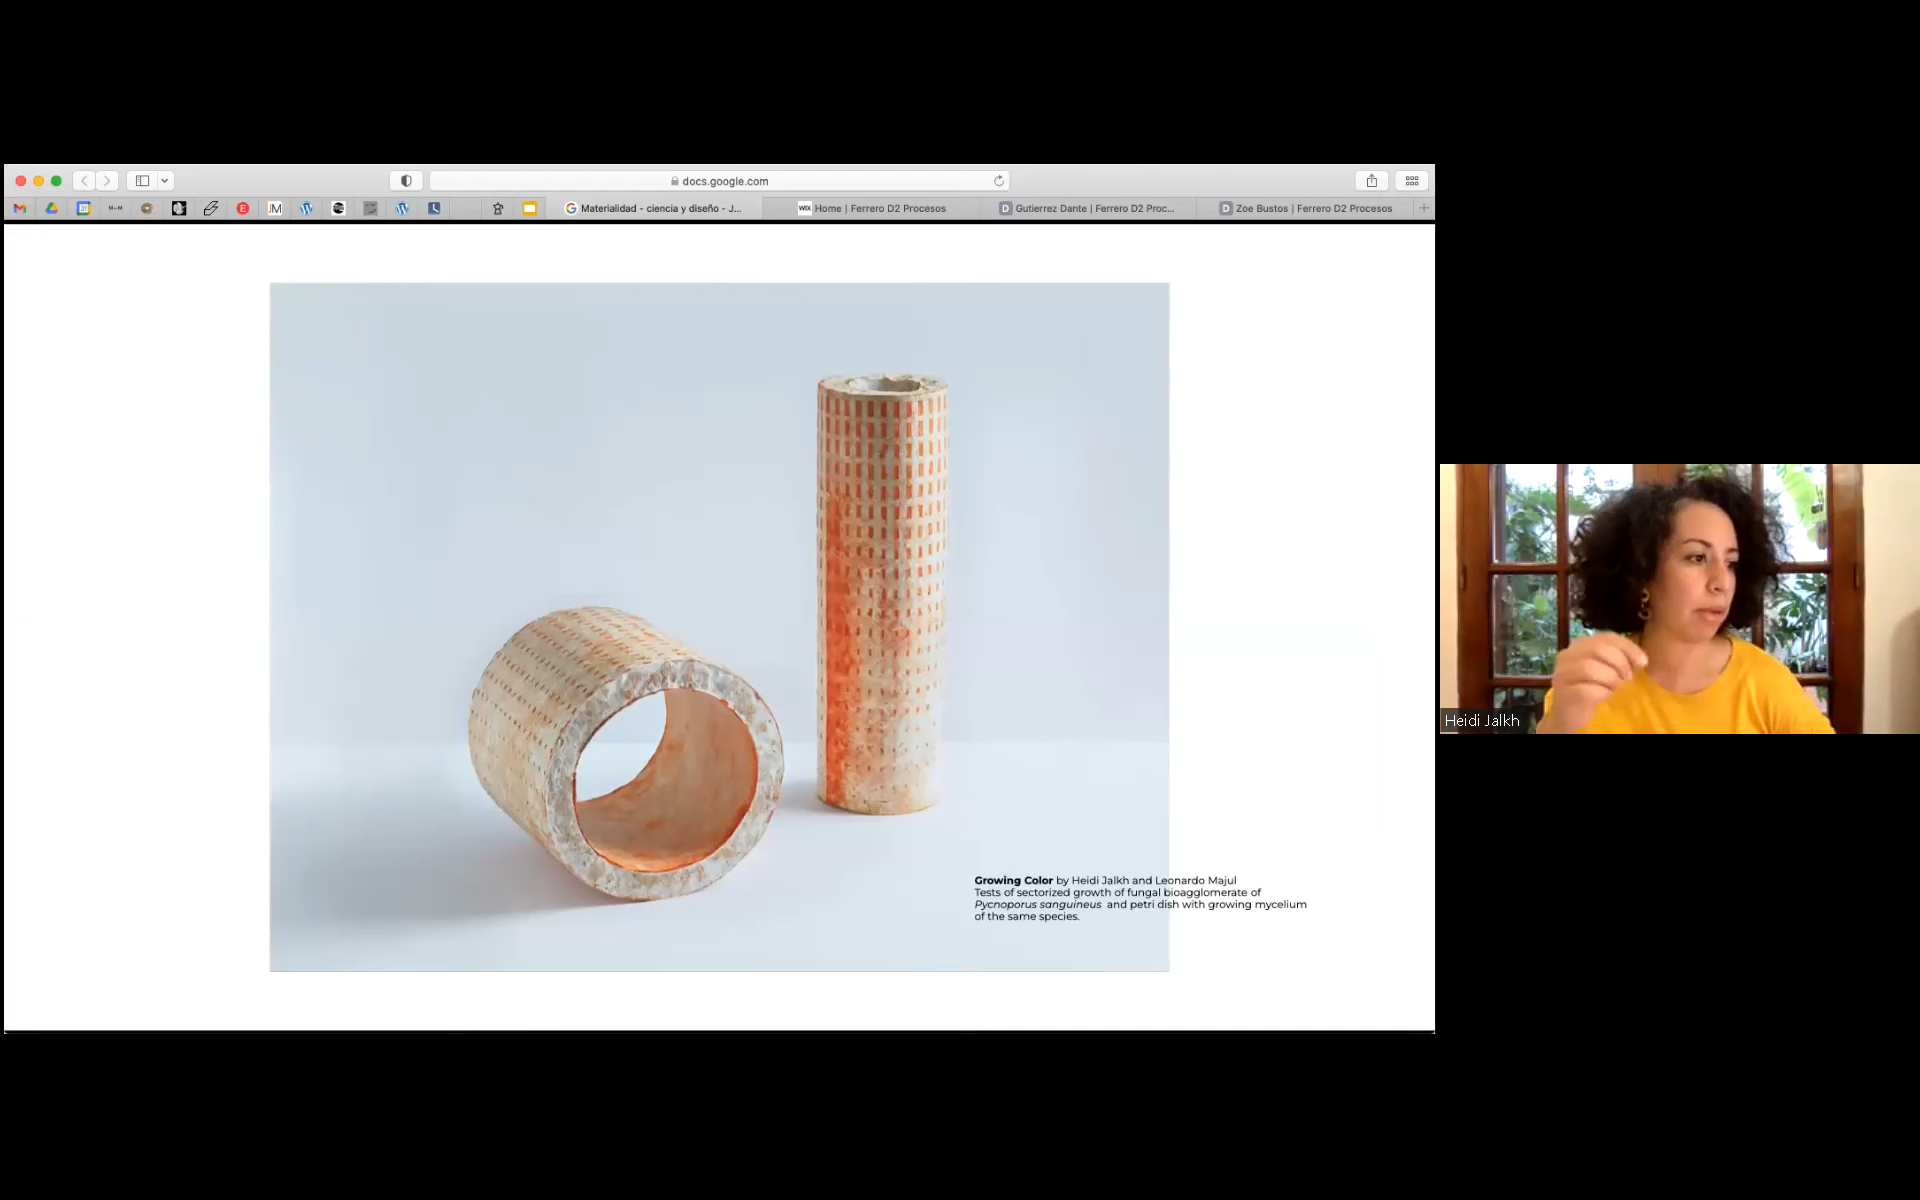 docs.google.com
Materialidad - ciencia y diseño - J...
WIX Home | Ferrero D2 Procesos
D Gutierrez Dante | Ferrero D2 Proc...
D Zoe Bustos | Ferrero D2 Procesos
Growing Color by Heidi Jalkh and Leonardo Majul
Tests of sectorized growth of fungal bioagglomerate of
Pycnoporus sanguineus and petri dish with growing mycelium
of the same species.
Heidi Jalkh